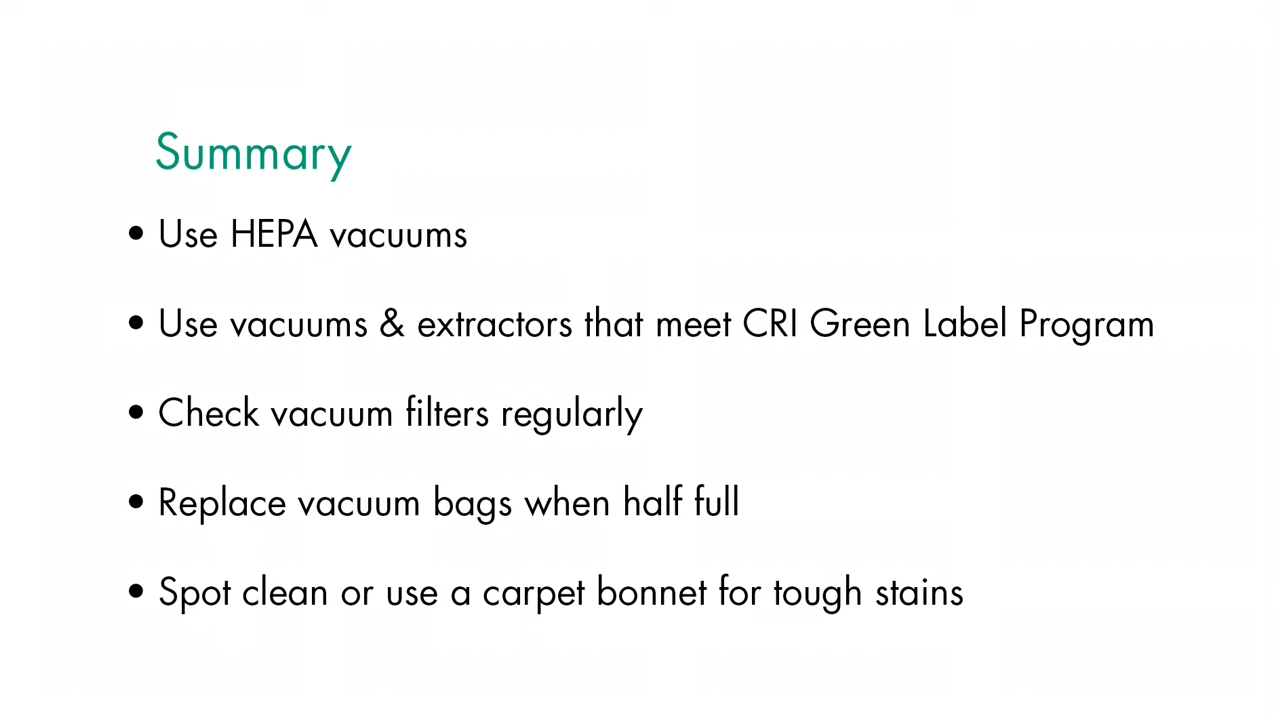 Summary
• Use HEPA vacuums
• Use vacuums & extractors that meet CRI Green Label Program
• Check vacuum filters regularly
• Replace vacuum bags when half full
• Spot clean or use a carpet bonnet for tough stains